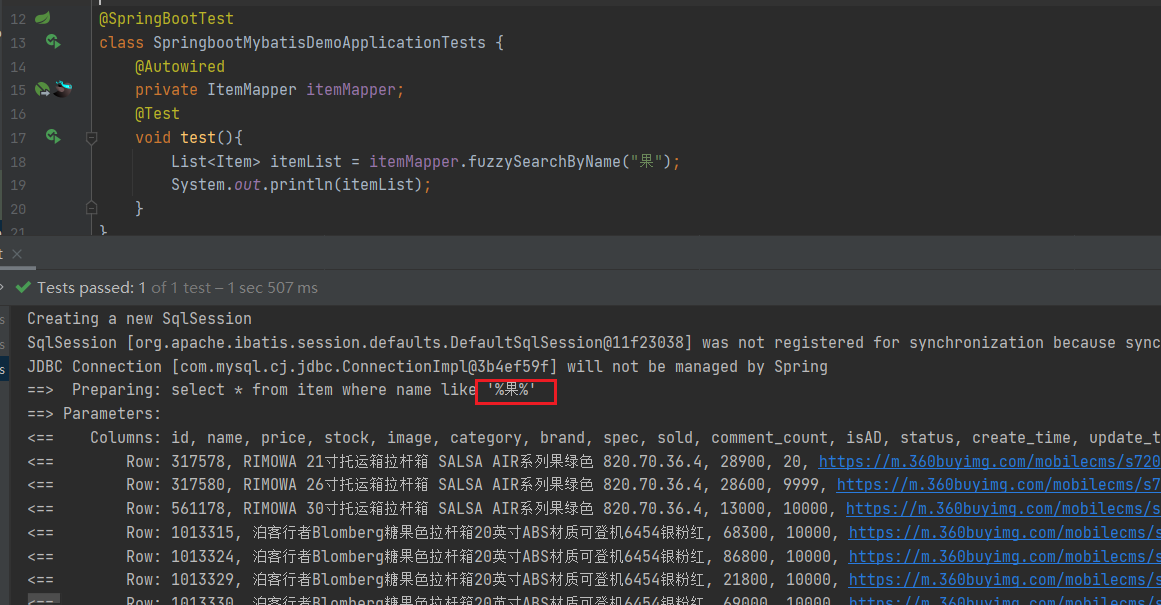 12 @SpringBootTest
13 class SpringbootMybatisDemoApplicationTests {
14 @Autowired
15 private ItemMapper itemMapper;
16 @Test
17 void test(){
18 List<Item> itemList = itemMapper.fuzzySearchByName("果");
19 System.out.println(itemList);
20 }
21 }
t ×
Tests passed: 1 of 1 test – 1 sec 507 ms
Creating a new SqlSession
SqlSession [org.apache.ibatis.session.defaults.DefaultSqlSession@11f23038] was not registered for synchronization because sync
JDBC Connection [com.mysql.cj.jdbc.ConnectionImpl@3b4ef59f] will not be managed by Spring
==> Preparing: select * from item where name like '%果%'
==> Parameters:
<== Columns: id, name, price, stock, image, category, brand, spec, sold, comment_count, isAD, status, create_time, update_t
<== Row: 317578, RIMOWA 21寸托运箱拉杆箱 SALSA AIR系列果绿色 820.70.36.4, 28900, 20, https://m.360buyimg.com/mobilecms/s720
<== Row: 317580, RIMOWA 26寸托运箱拉杆箱 SALSA AIR系列果绿色 820.70.36.4, 28600, 9999, https://m.360buyimg.com/mobilecms/s7
<== Row: 561178, RIMOWA 30寸托运箱拉杆箱 SALSA AIR系列果绿色 820.70.36.4, 13000, 10000, https://m.360buyimg.com/mobilecms/s
<== Row: 1013315, 泊客行者Blomberg糖果色拉杆箱20英寸ABS材质可登机6454银粉红, 68300, 10000, https://m.360buyimg.com/mobilecms/s
<== Row: 1013324, 泊客行者Blomberg糖果色拉杆箱20英寸ABS材质可登机6454银粉红, 86800, 10000, https://m.360buyimg.com/mobilecms/s
<== Row: 1013329, 泊客行者Blomberg糖果色拉杆箱20英寸ABS材质可登机6454银粉红, 21800, 10000, https://m.360buyimg.com/mobilecms/s
<== Row: 1013330, 泊客行者Blomberg糖果色拉杆箱20英寸ABS材质可登机6454银粉红, 69000, 10000, https://m.360buyimg.com/mobilecms/s